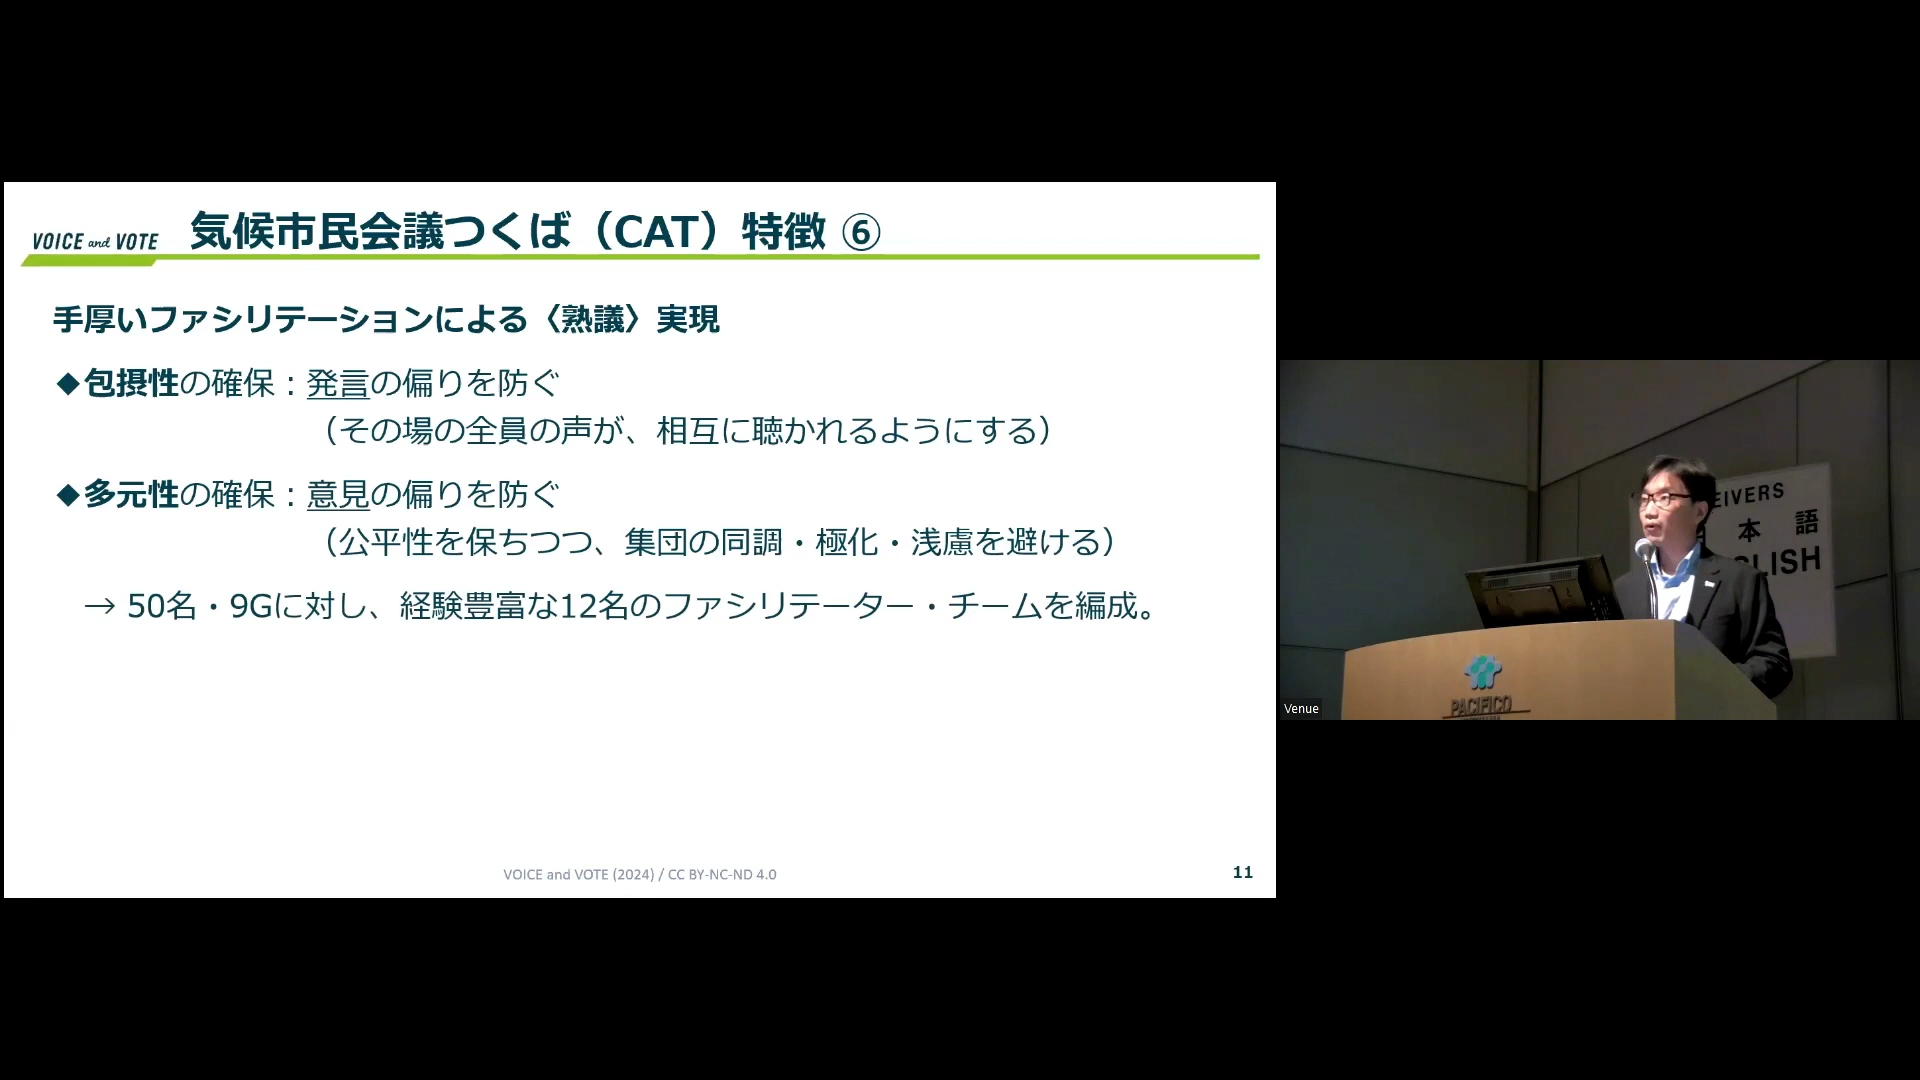 VOICE and VOTE
気候市民会議つくば（CAT）特徴 ⑥
手厚いファシリテーションによる〈熟議〉実現
◆包摂性の確保：発言の偏りを防ぐ
（その場の全員の声が、相互に聴かれるようにする）
◆多元性の確保：意見の偏りを防ぐ
（公平性を保ちつつ、集団の同調・極化・浅慮を避ける）
→ 50名・9Gに対し、経験豊富な12名のファシリテーター・チームを編成。
VOICE and VOTE (2024) / CC BY-NC-ND 4.0
11
EIVERS
本 語
LISH
PACIFICO
Venue